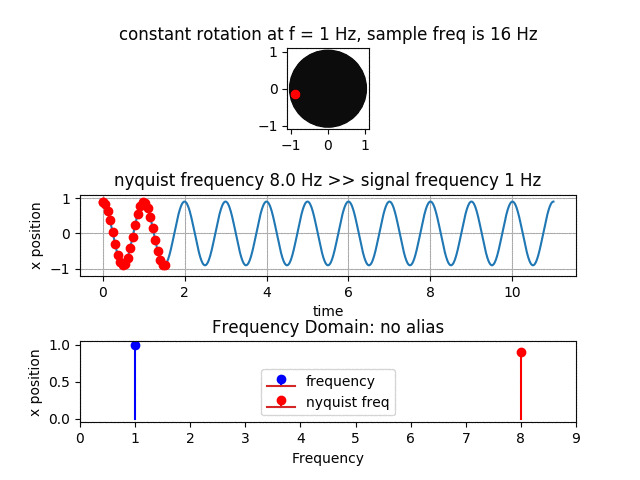 constant rotation at f = 1 Hz, sample freq is 16 Hz
1
0
−1
−1 0 1
nyquist frequency 8.0 Hz >> signal frequency 1 Hz
x position
1
0
−1
0 2 4 6 8 10
time
Frequency Domain: no alias
x position
1.0
0.5
0.0
frequency
nyquist freq
0 1 2 3 4 5 6 7 8 9
Frequency